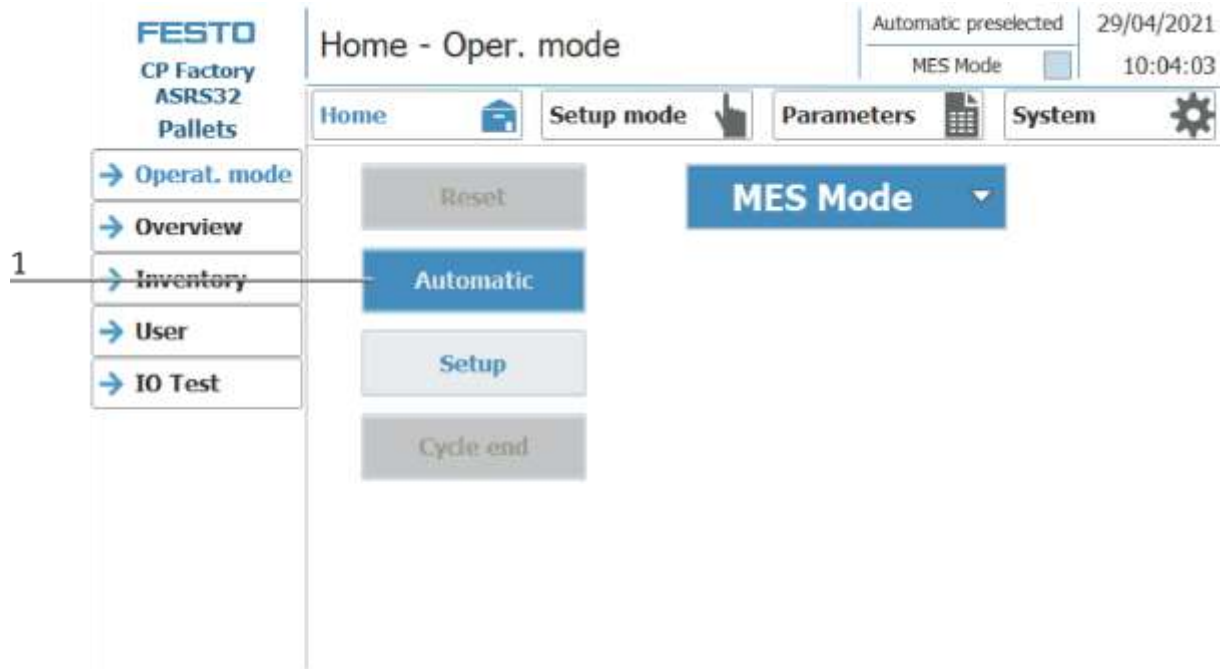 FESTO
CP Factory
ASRS32
Pallets
Home - Oper. mode
Automatic preselected
MES Mode
29/04/2021
10:04:03
Home
Setup mode
Parameters
System
Operat. mode
Overview
Inventory
User
IO Test
1
Reset
Automatic
Setup
Cycle end
MES Mode